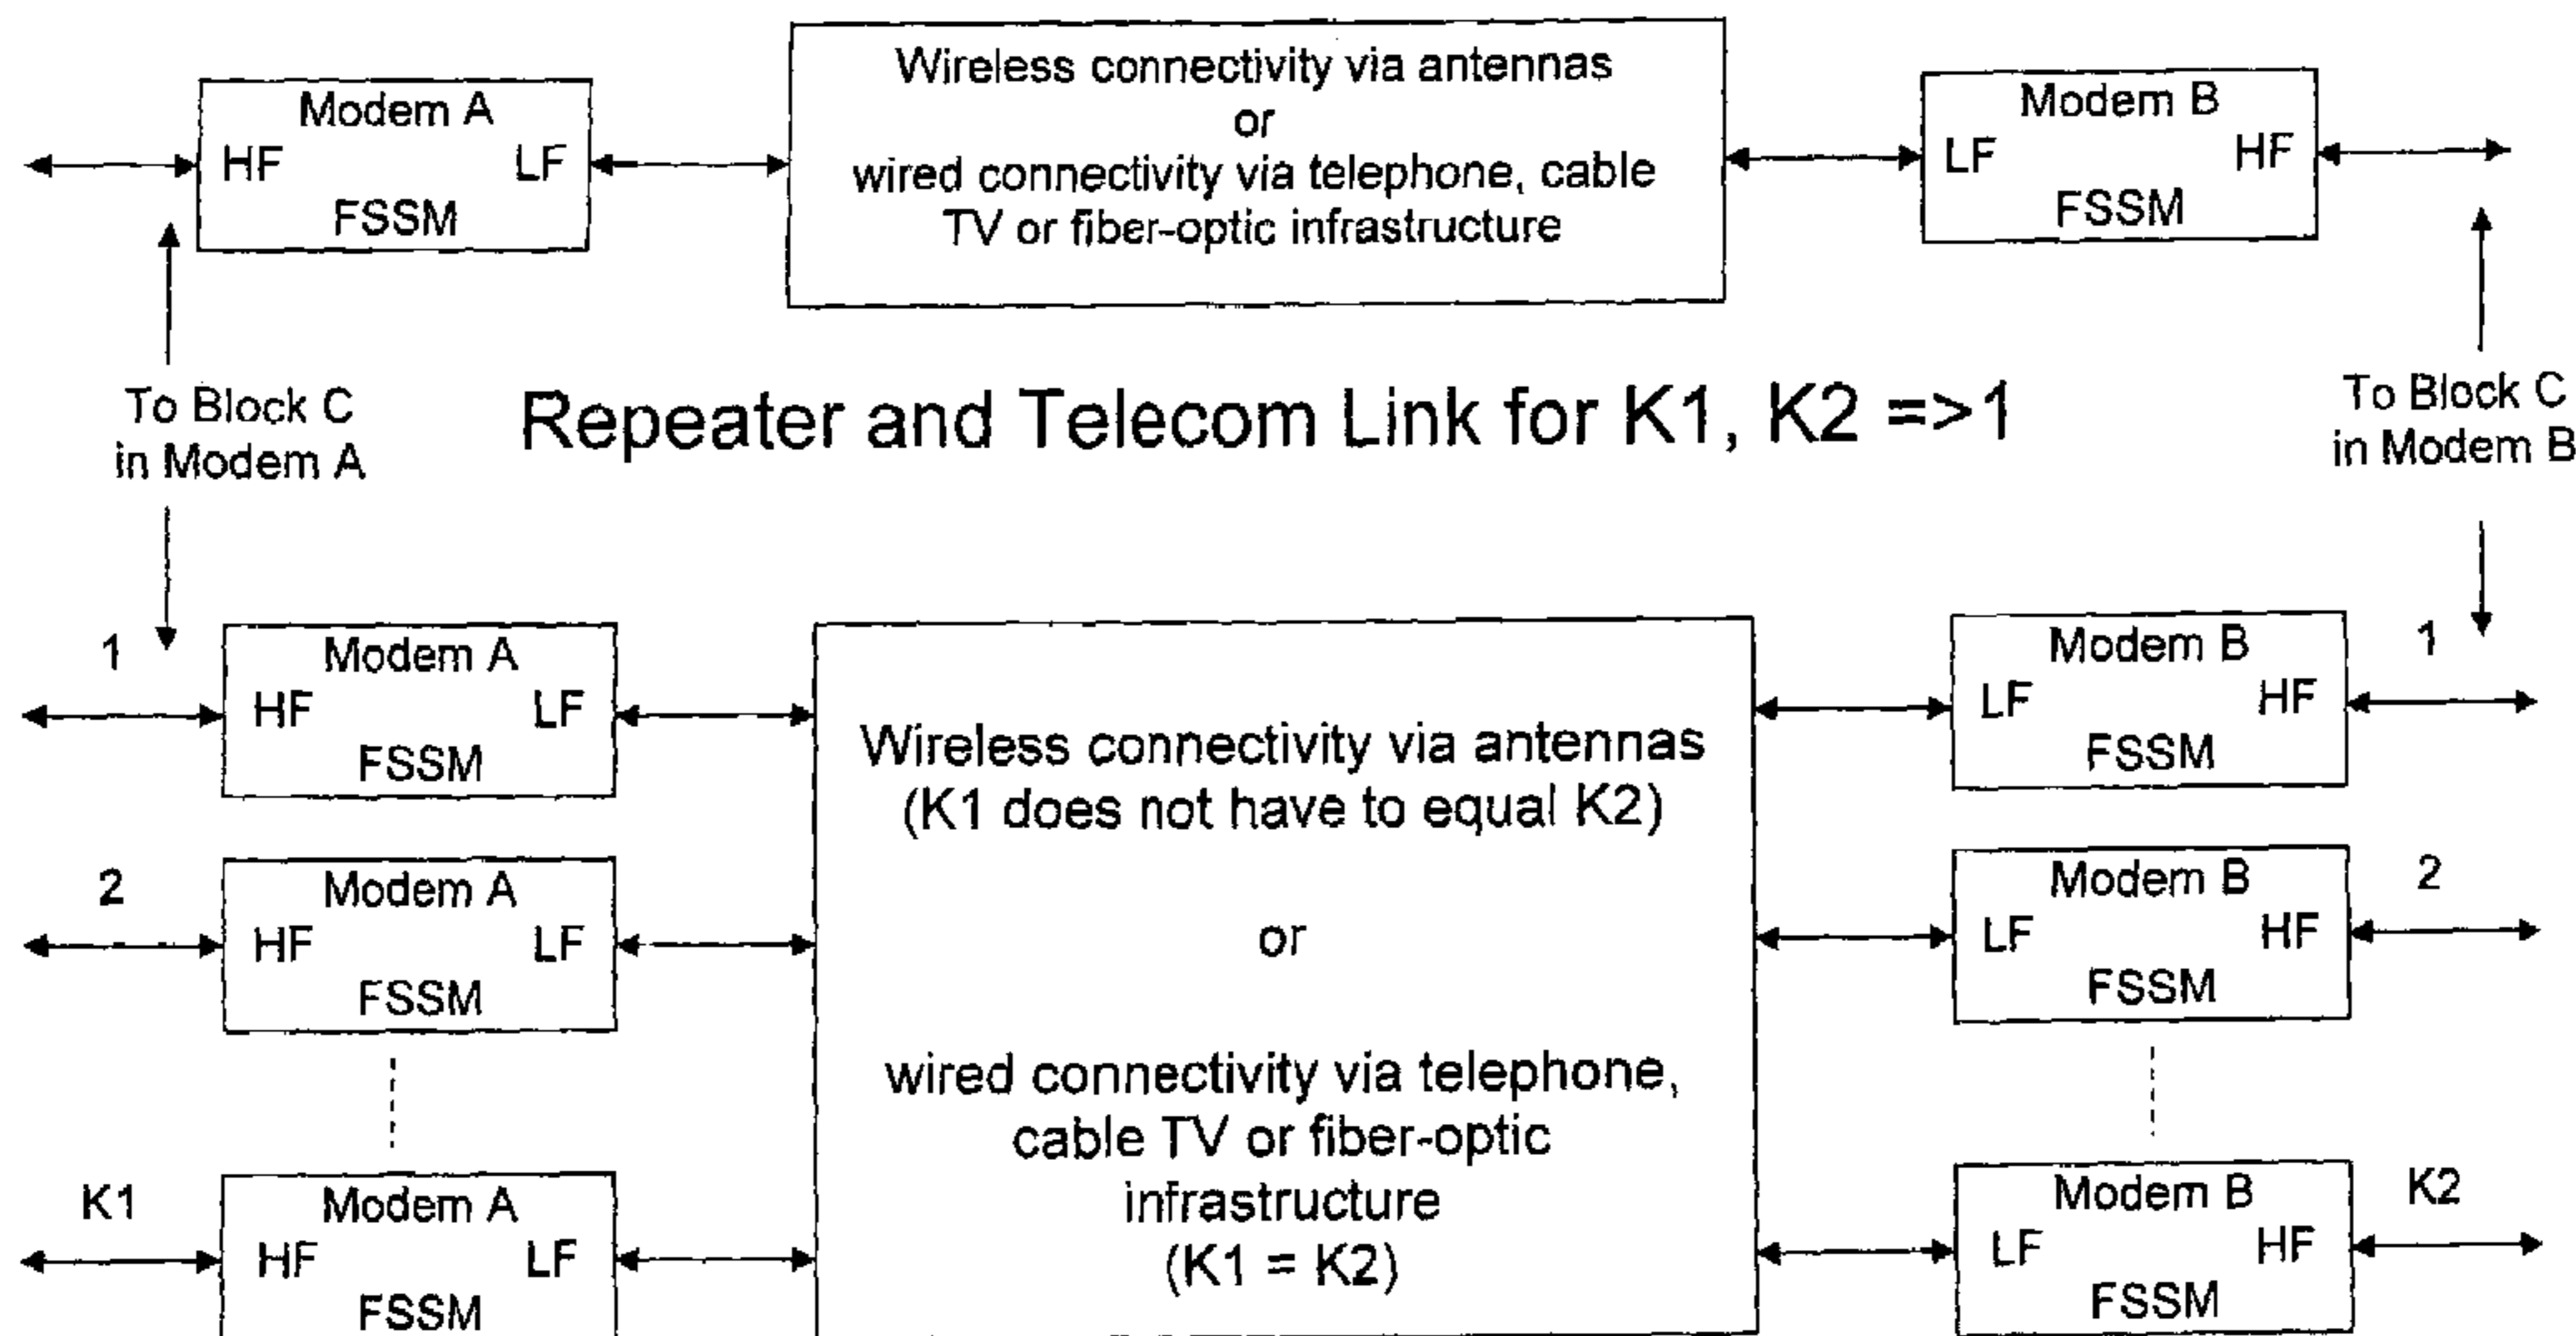 Modem A
HF LF
FSSM
Wireless connectivity via antennas
or
wired connectivity via telephone, cable
TV or fiber-optic infrastructure
Modem B
LF HF
FSSM
To Block C
in Modem A
Repeater and Telecom Link for K1, K2 =>1
To Block C
in Modem B
1
Modem A
HF LF
FSSM
2
Modem A
HF LF
FSSM
K1
Modem A
HF LF
FSSM
Wireless connectivity via antennas
(K1 does not have to equal K2)
or
wired connectivity via telephone,
cable TV or fiber-optic
infrastructure
(K1 = K2)
Modem B
LF HF
FSSM
1
Modem B
LF HF
FSSM
2
Modem B
LF HF
FSSM
K2